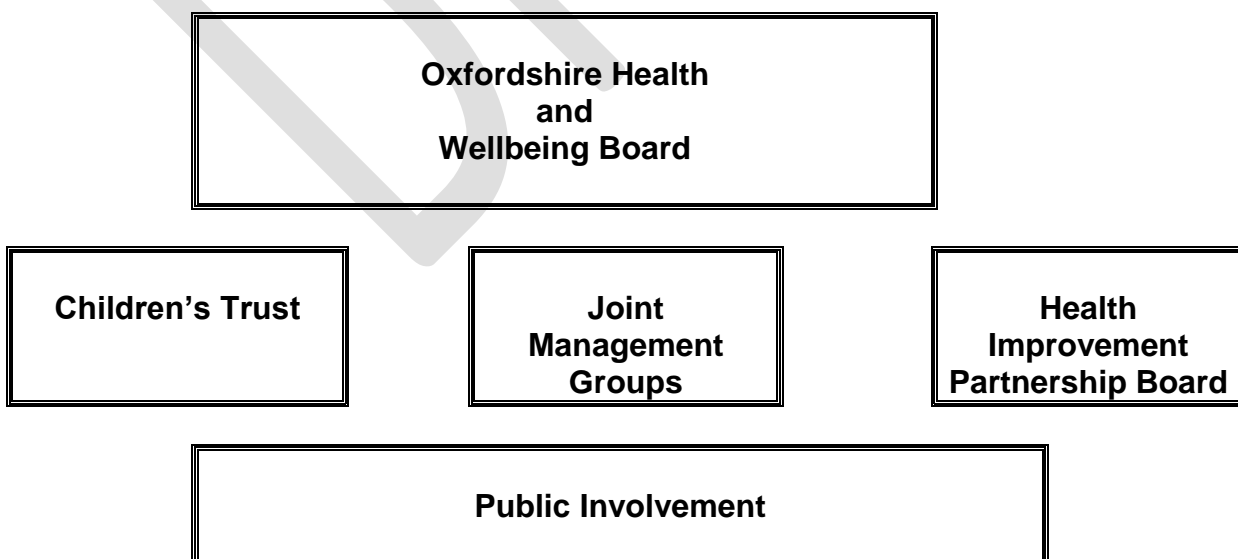 Oxfordshire Health
and
Wellbeing Board
Children’s Trust
Joint
Management
Groups
Health
Improvement
Partnership Board
Public Involvement